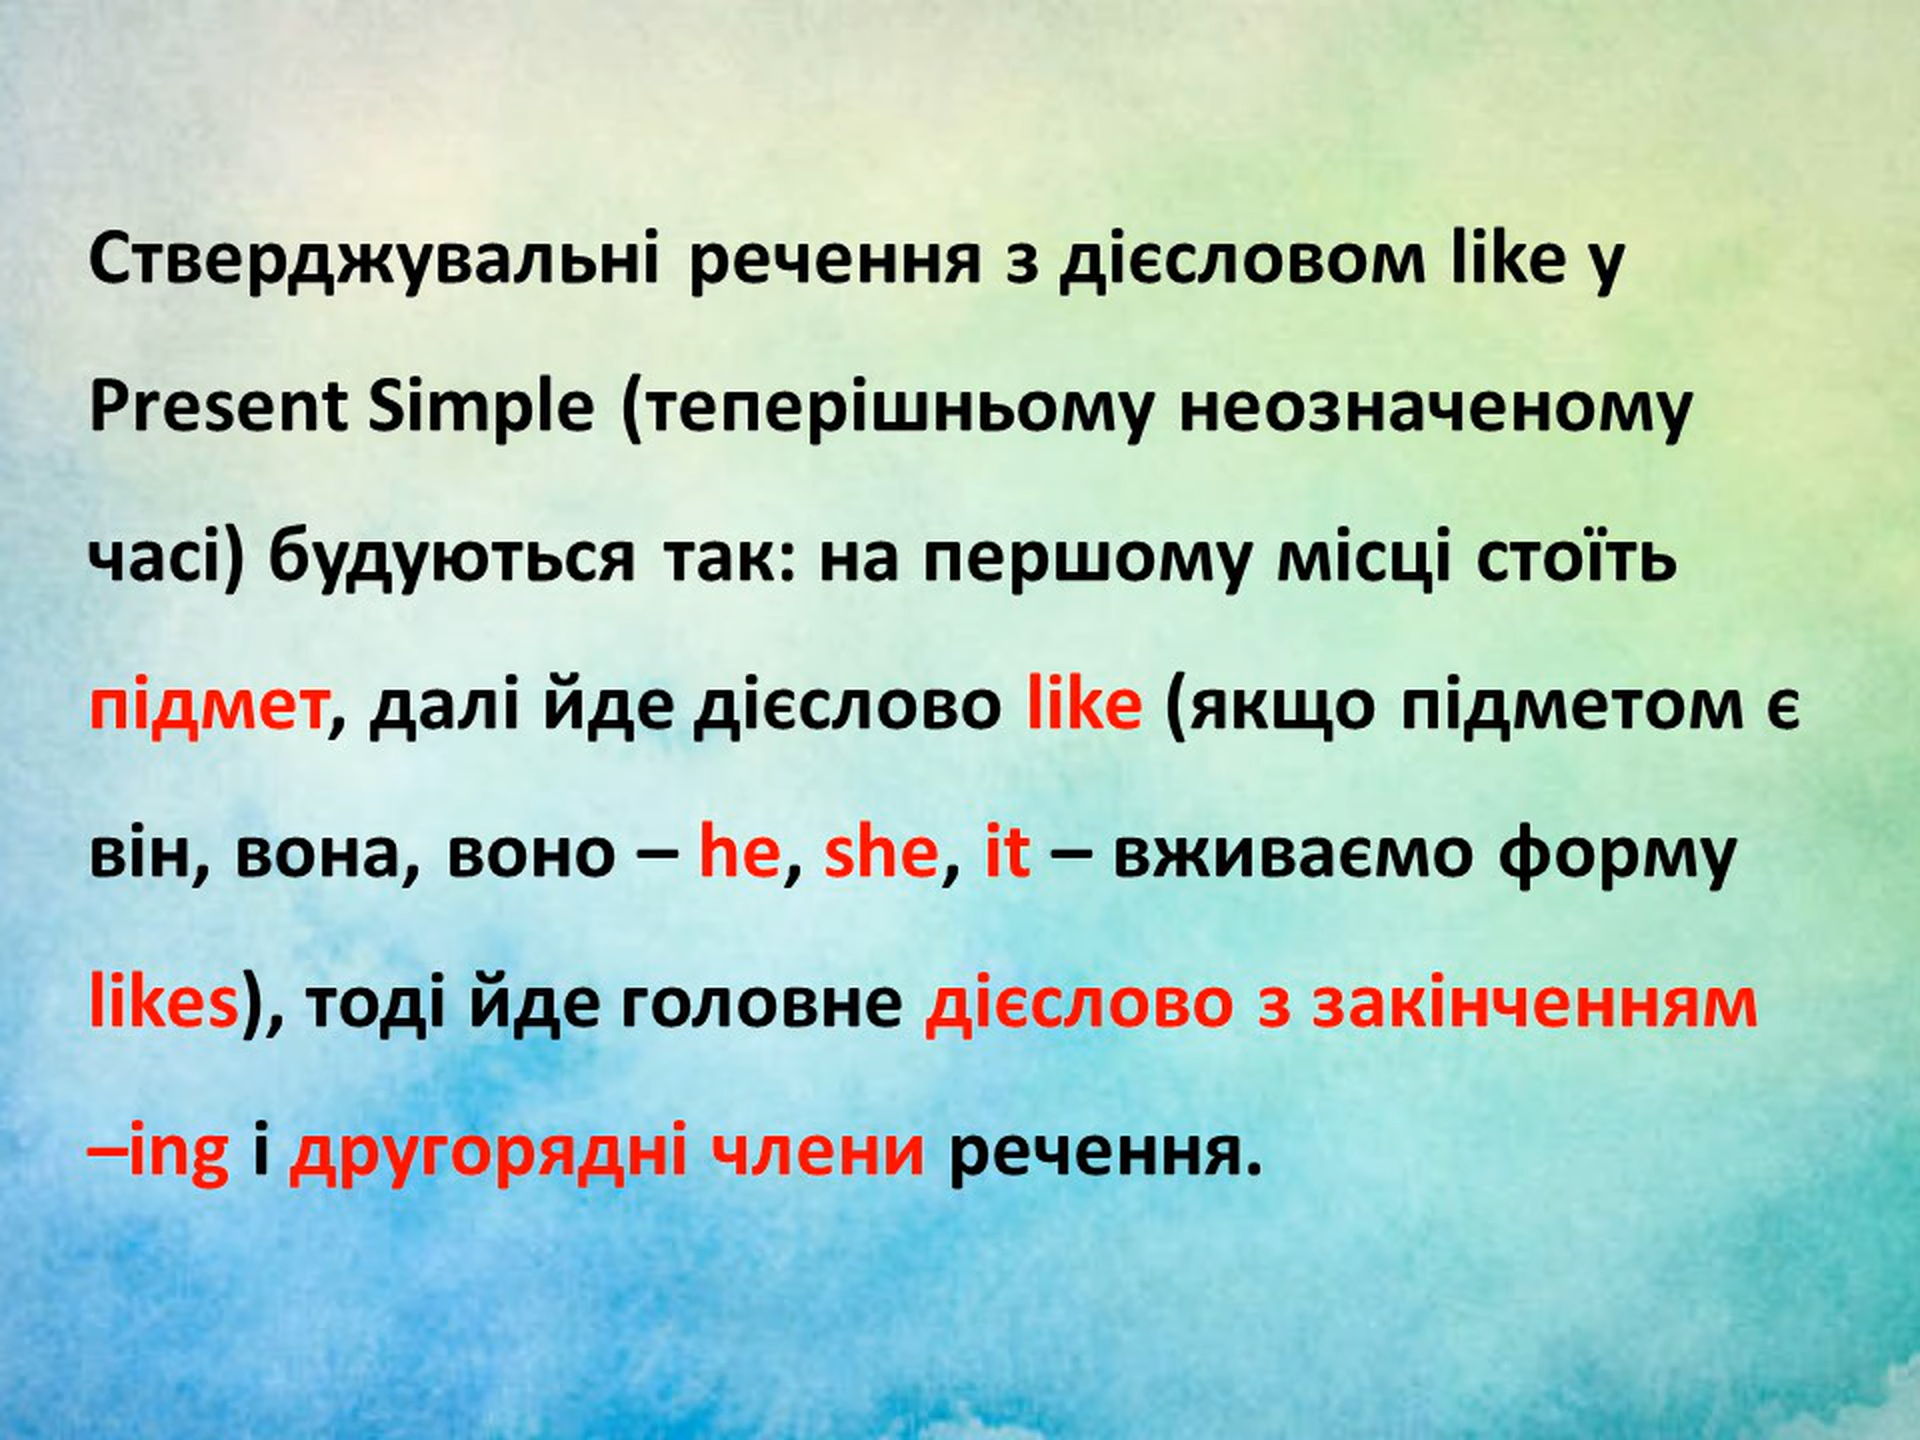 Стверджувальні речення з дієсловом like у
Present Simple (теперішньому неозначеному
часі) будуються так: на першому місці стоїть
підмет, далі йде дієслово like (якщо підметом є
він, вона, воно – he, she, it – вживаємо форму
likes), тоді йде головне дієслово з закінченням
–ing і другорядні члени речення.